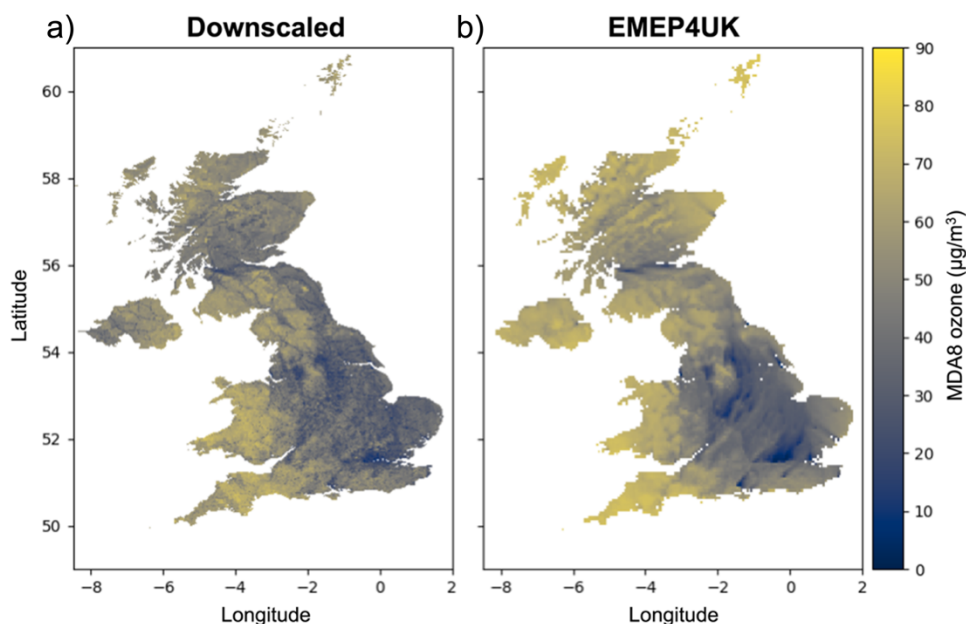 a) Downscaled
b) EMEP4UK
Latitude
60
58
56
54
52
50
−8 −6 −4 −2 0 2
Longitude
−8 −6 −4 −2 0 2
Longitude
90
80
70
60
50
40
30
20
10
0
MDA8 ozone (μg/m³)